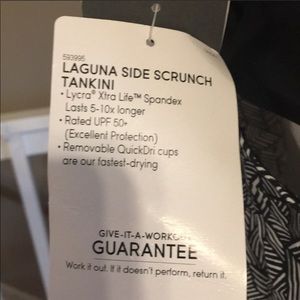 593995
LAGUNA SIDE SCRUNCH
TANKINI
• Lycra® Xtra Life™ Spandex
Lasts 5-10x longer
• Rated UPF 50+
(Excellent Protection)
• Removable QuickDri cups
are our fastest-drying
GIVE-IT-A-WORKO
GUARANTEE
Work it out. If it doesn't perform, return it.